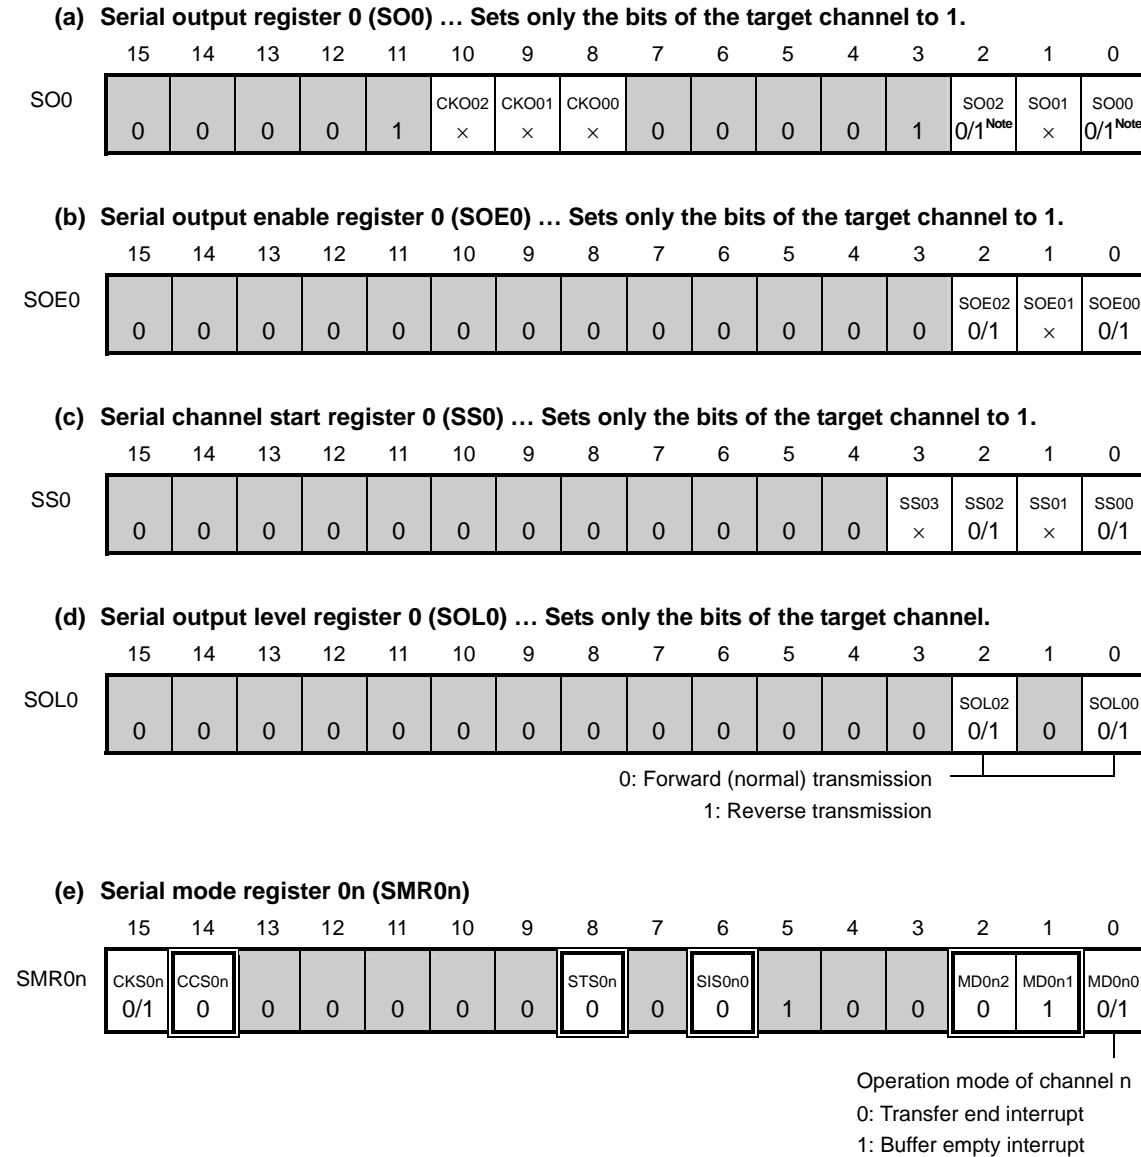 (a) Serial output register 0 (SO0) … Sets only the bits of the target channel to 1.
15 14 13 12 11 10 9 8 7 6 5 4 3 2 1 0
SO0 CKO02 CKO01 CKO00 SO02 SO01 SO00
0 0 0 0 1 × × × 0 0 0 0 1 0/1Note × 0/1Note
(b) Serial output enable register 0 (SOE0) … Sets only the bits of the target channel to 1.
15 14 13 12 11 10 9 8 7 6 5 4 3 2 1 0
SOE0 SOE02 SOE01 SOE00
0 0 0 0 0 0 0 0 0 0 0 0 0 0/1 × 0/1
(c) Serial channel start register 0 (SS0) … Sets only the bits of the target channel to 1.
15 14 13 12 11 10 9 8 7 6 5 4 3 2 1 0
SS0 SS03 SS02 SS01 SS00
0 0 0 0 0 0 0 0 0 0 0 0 × 0/1 × 0/1
(d) Serial output level register 0 (SOL0) … Sets only the bits of the target channel.
15 14 13 12 11 10 9 8 7 6 5 4 3 2 1 0
SOL0 SOL02 SOL00
0 0 0 0 0 0 0 0 0 0 0 0 0 0/1 0 0/1
0: Forward (normal) transmission
1: Reverse transmission
(e) Serial mode register 0n (SMR0n)
15 14 13 12 11 10 9 8 7 6 5 4 3 2 1 0
SMR0n CKS0n CCS0n STS0n SIS0n0 MD0n2 MD0n1 MD0n0
0/1 0 0 0 0 0 0 0 0 0 1 0 0 0 1 0/1
Operation mode of channel n
0: Transfer end interrupt
1: Buffer empty interrupt